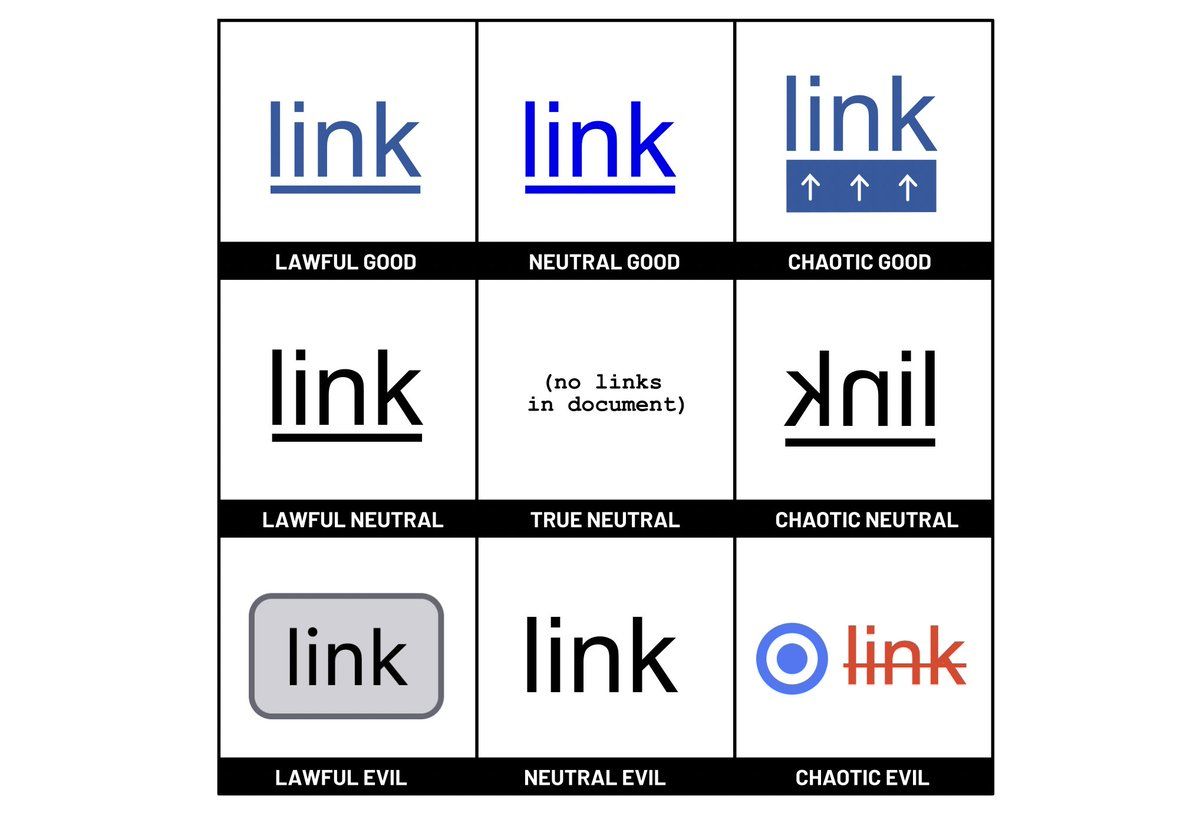 link
link
link
↑ ↑ ↑
LAWFUL GOOD
NEUTRAL GOOD
CHAOTIC GOOD
link
(no links
in document)
link
LAWFUL NEUTRAL
TRUE NEUTRAL
CHAOTIC NEUTRAL
link
link
link
LAWFUL EVIL
NEUTRAL EVIL
CHAOTIC EVIL